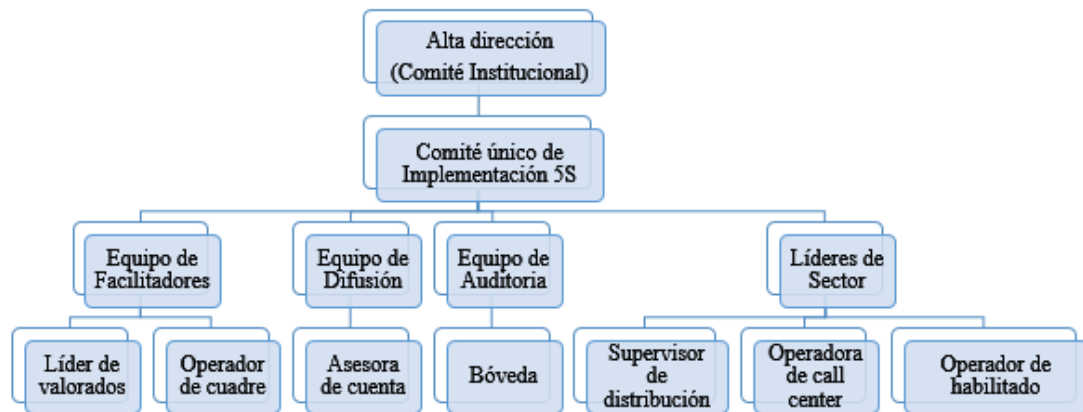 Alta dirección
(Comité Institucional)
Comité único de
Implementación 5S
Equipo de
Facilitadores
Equipo de
Difusión
Equipo de
Auditoria
Líderes de
Sector
Líder de
valorados
Operador
de cuadre
Asesora
de cuenta
Bóveda
Supervisor
de
distribución
Operadora
de call
center
Operador de
habilitado